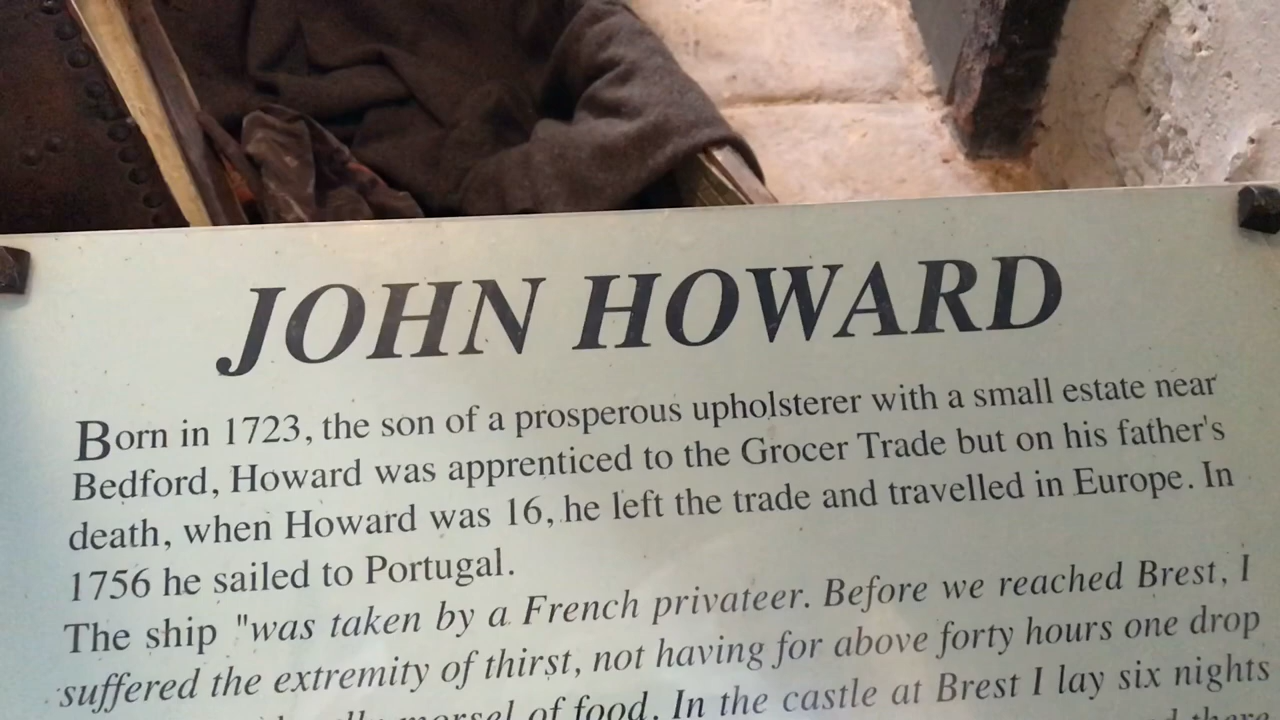 JOHN HOWARD
Born in 1723, the son of a prosperous upholsterer with a small estate near
Bedford, Howard was apprenticed to the Grocer Trade but on his father's
death, when Howard was 16, he left the trade and travelled in Europe. In
1756 he sailed to Portugal.
The ship "was taken by a French privateer. Before we reached Brest, I
suffered the extremity of thirst, not having for above forty hours one drop
morsel of food. In the castle at Brest I lay six nights